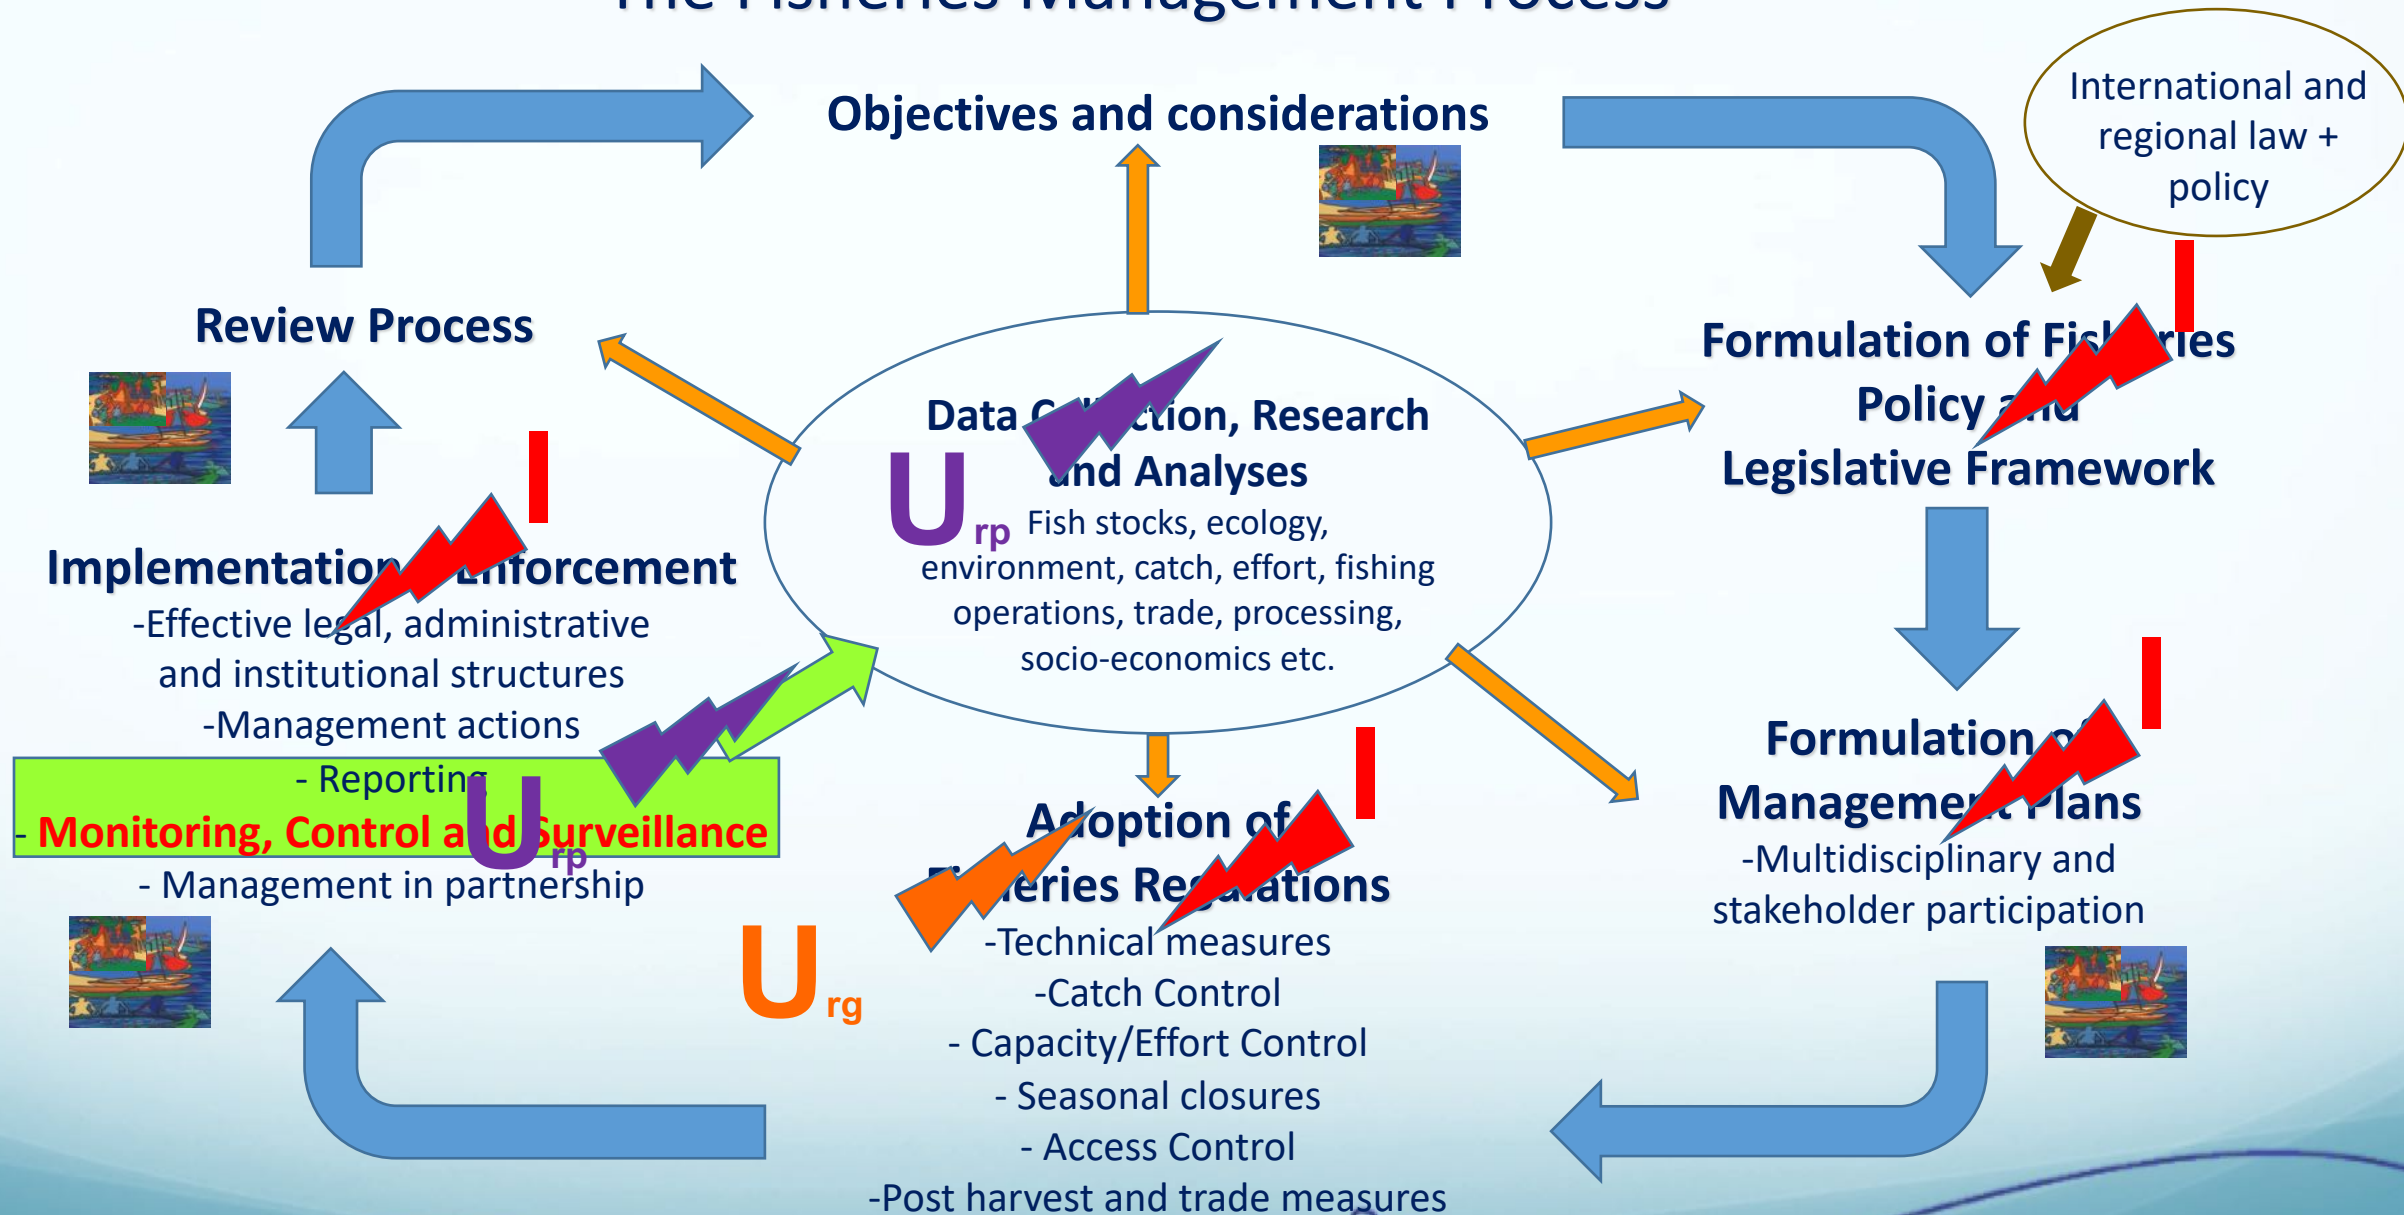 The Fisheries Management Process
Objectives and considerations
International and
regional law +
policy
Review Process
Formulation of Fisheries
Policy and
Legislative Framework
I
Data Collection, Research
and Analyses
Fish stocks, ecology,
environment, catch, effort, fishing
operations, trade, processing,
socio-economics etc.
U rp
Implementation Enforcement
-Effective legal, administrative
and institutional structures
-Management actions
- Reporting
- Monitoring, Control and Surveillance
- Management in partnership
I
U rp
Formulation of
Management Plans
-Multidisciplinary and
stakeholder participation
I
Adoption of
Fisheries Regulations
-Technical measures
-Catch Control
- Capacity/Effort Control
- Seasonal closures
- Access Control
-Post harvest and trade measures
I
U rg